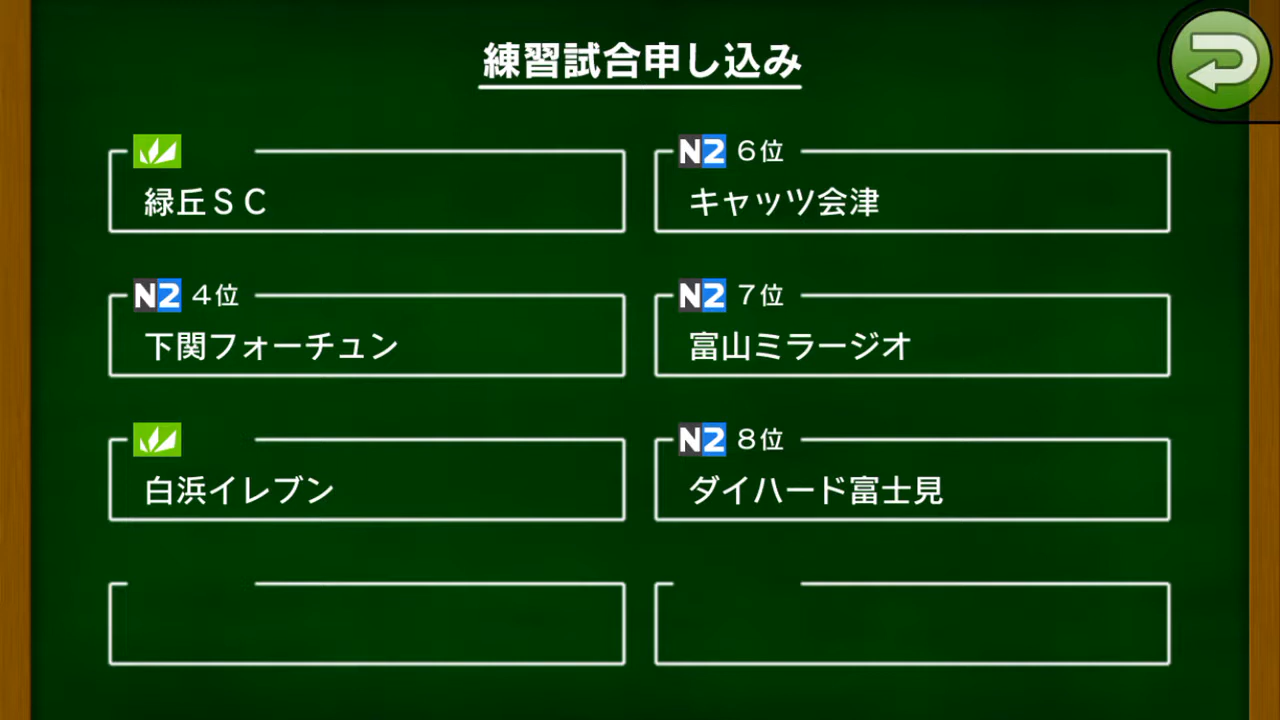 練習試合申し込み
緑丘ＳＣ
N2 ６位
キャッツ会津
N2 ４位
下関フォーチュン
N2 ７位
富山ミラージオ
白浜イレブン
N2 ８位
ダイハード富士見